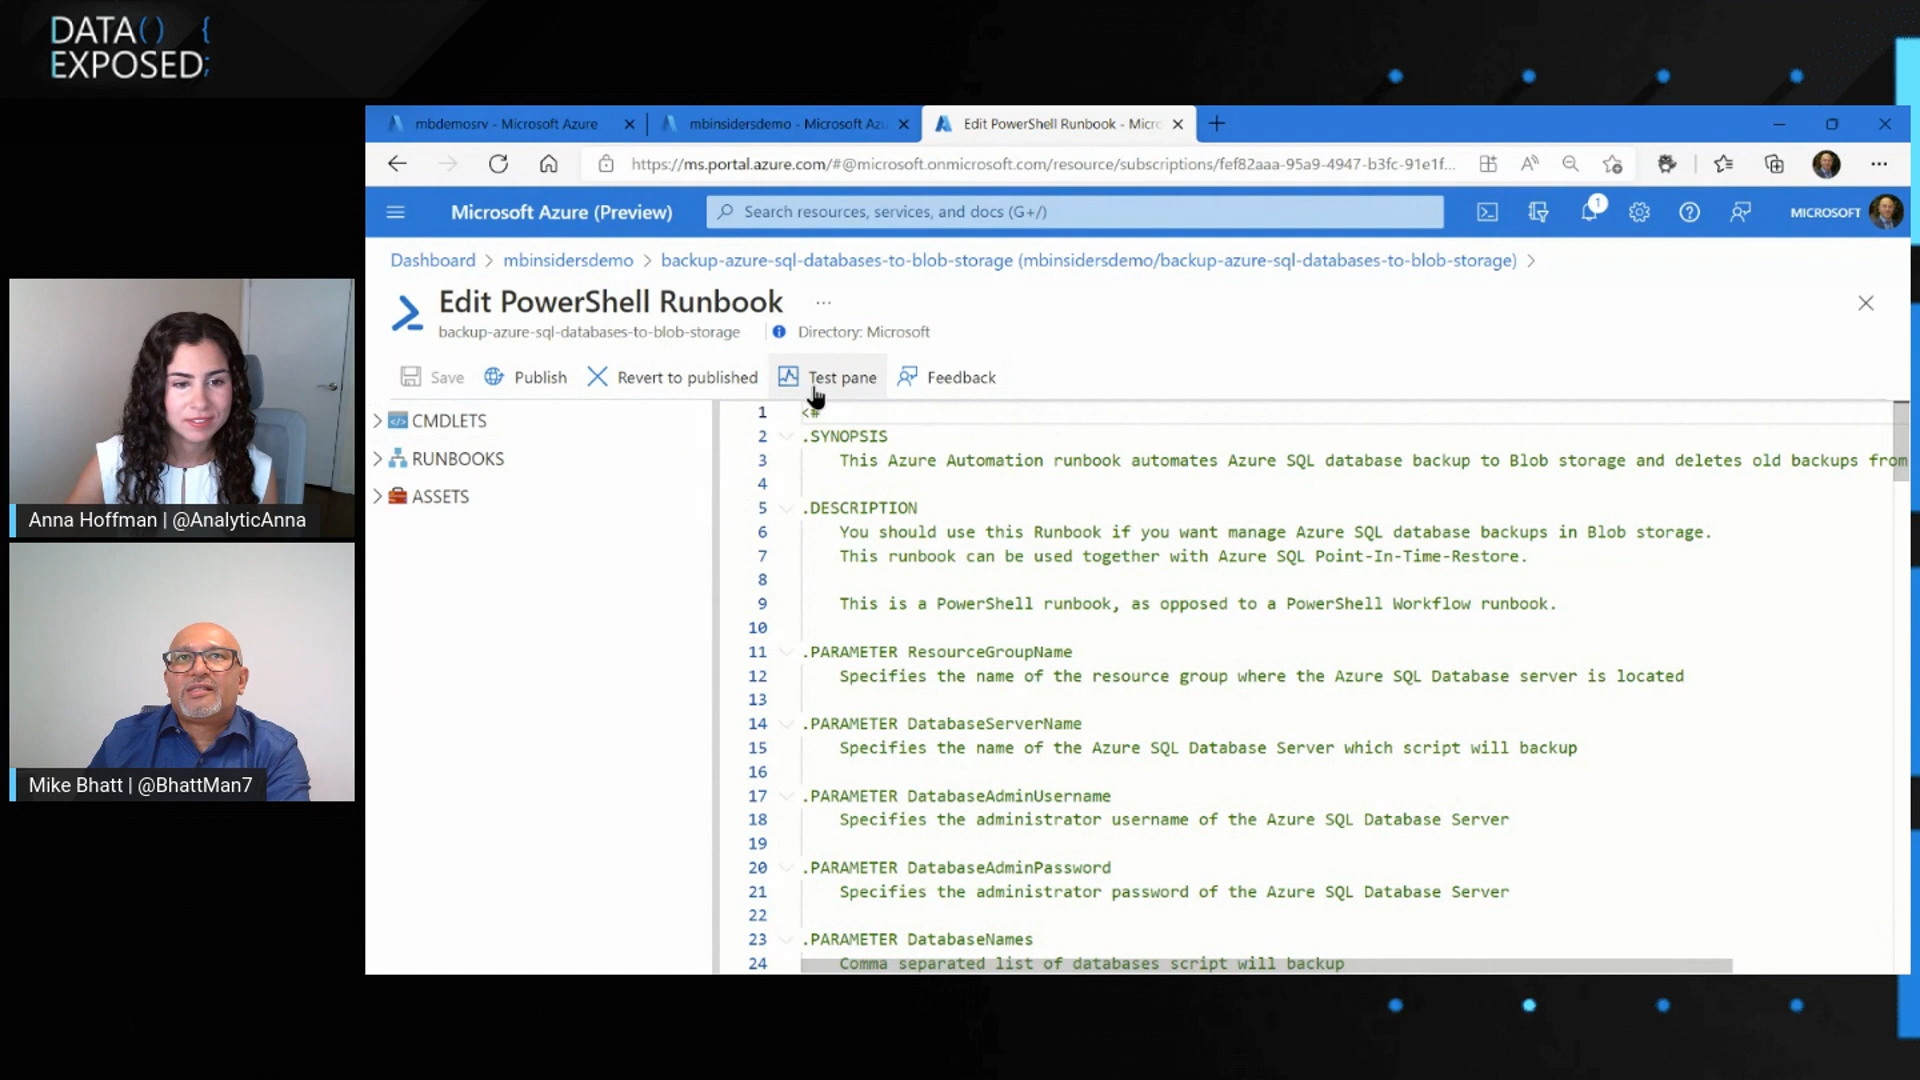 DATA() {
EXPOSED;
mbdemosrv - Microsoft Azure
mbinsidersdemo - Microsoft Azu
Edit PowerShell Runbook - Micro
https://ms.portal.azure.com/#@microsoft.onmicrosoft.com/resource/subscriptions/fef82aaa-95a9-4947-b3fc-91e1f...
Microsoft Azure (Preview)
Search resources, services, and docs (G+/)
1
MICROSOFT
Dashboard > mbinsidersdemo > backup-azure-sql-databases-to-blob-storage (mbinsidersdemo/backup-azure-sql-databases-to-blob-storage) >
Edit PowerShell Runbook ...
backup-azure-sql-databases-to-blob-storage
Directory: Microsoft
Save
Publish
Revert to published
Test pane
Feedback
CMDLETS
RUNBOOKS
ASSETS
1 <#
2 .SYNOPSIS
3 This Azure Automation runbook automates Azure SQL database backup to Blob storage and deletes old backups from
4
5 .DESCRIPTION
6 You should use this Runbook if you want manage Azure SQL database backups in Blob storage.
7 This runbook can be used together with Azure SQL Point-In-Time-Restore.
8
9 This is a PowerShell runbook, as opposed to a PowerShell Workflow runbook.
10
11 .PARAMETER ResourceGroupName
12 Specifies the name of the resource group where the Azure SQL Database server is located
13
14 .PARAMETER DatabaseServerName
15 Specifies the name of the Azure SQL Database Server which script will backup
16
17 .PARAMETER DatabaseAdminUsername
18 Specifies the administrator username of the Azure SQL Database Server
19
20 .PARAMETER DatabaseAdminPassword
21 Specifies the administrator password of the Azure SQL Database Server
22
23 .PARAMETER DatabaseNames
24 Comma separated list of databases script will backup
Anna Hoffman | @AnalyticAnna
Mike Bhatt | @BhattMan7